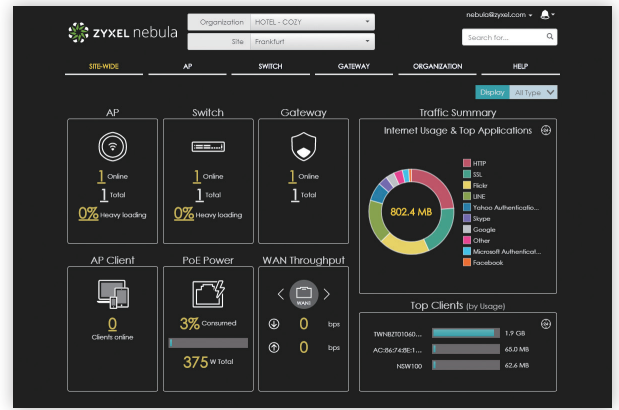 ZYXEL nebula
Organization HOTEL - COZY
Site Frankfurt
nebula@zyxel.com
Search for...
SITE-WIDE AP SWITCH GATEWAY ORGANIZATION HELP
Display All Type
AP
1 Online
1 Total
0% Heavy loading
Switch
1 Online
1 Total
0% Heavy loading
Gateway
1 Online
1 Total
Traffic Summary
Internet Usage & Top Applications
24h
802.4 MB
HTTP
SSL
Flickr
LINE
Yahoo Authenticatio...
Skype
Google
Other
Microsoft Authenticat...
Facebook
AP Client
0
Clients online
PoE Power
3% Consumed
375 W Total
WAN Throughput
WAN1
0 bps
0 bps
Top Clients (by Usage)
24h
TWNBZT01060... 1.9 GB
AC:86:74:8E:1... 65.0 MB
NSW100 62.6 MB